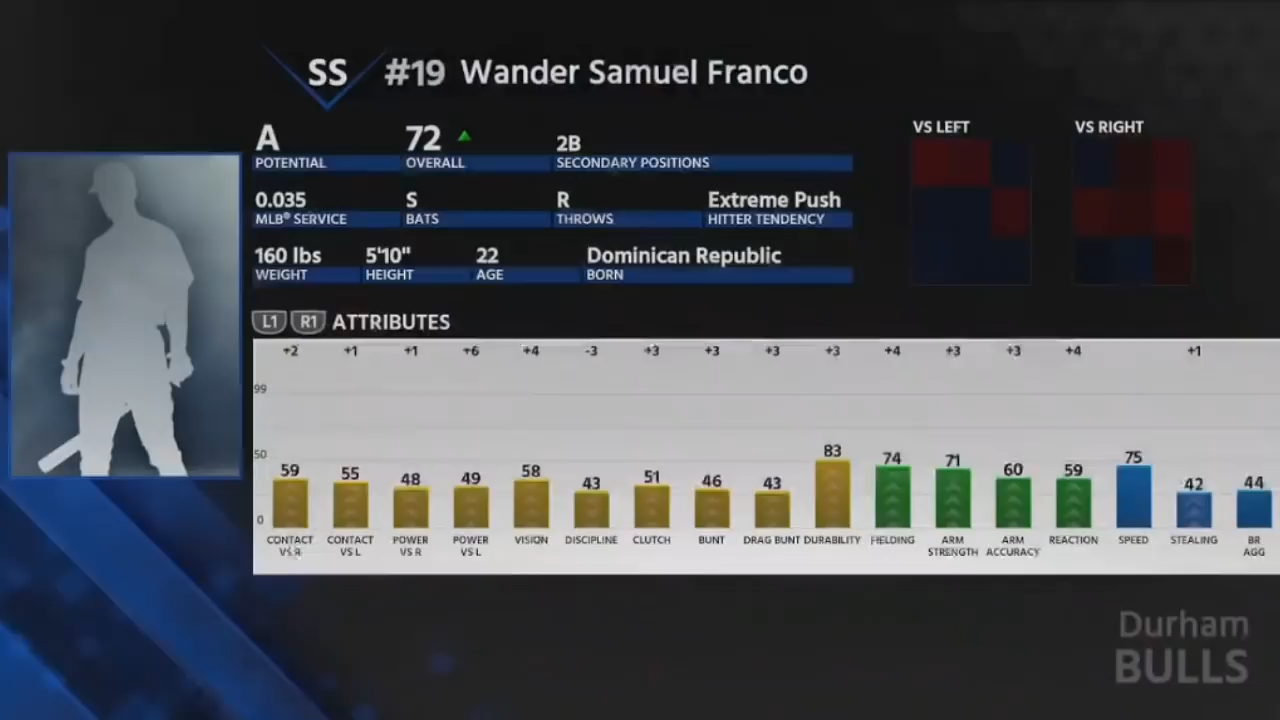 SS #19 Wander Samuel Franco
A 72 2B
POTENTIAL OVERALL SECONDARY POSITIONS
0.035 S R Extreme Push
MLB® SERVICE BATS THROWS HITTER TENDENCY
160 lbs 5'10" 22 Dominican Republic
WEIGHT HEIGHT AGE BORN
VS LEFT VS RIGHT
L1 R1 ATTRIBUTES
+2 +1 +1 +6 +4 -3 +3 +3 +3 +3 +4 +3 +3 +4 +1
99
50
0
59 55 48 49 58 43 51 46 43 83 74 71 60 59 75 42 44
CONTACT VS R
CONTACT VS L
POWER VS R
POWER VS L
VISION
DISCIPLINE
CLUTCH
BUNT
DRAG BUNT
DURABILITY
FIELDING
ARM STRENGTH
ARM ACCURACY
REACTION
SPEED
STEALING
BR AGG
Durham
BULLS